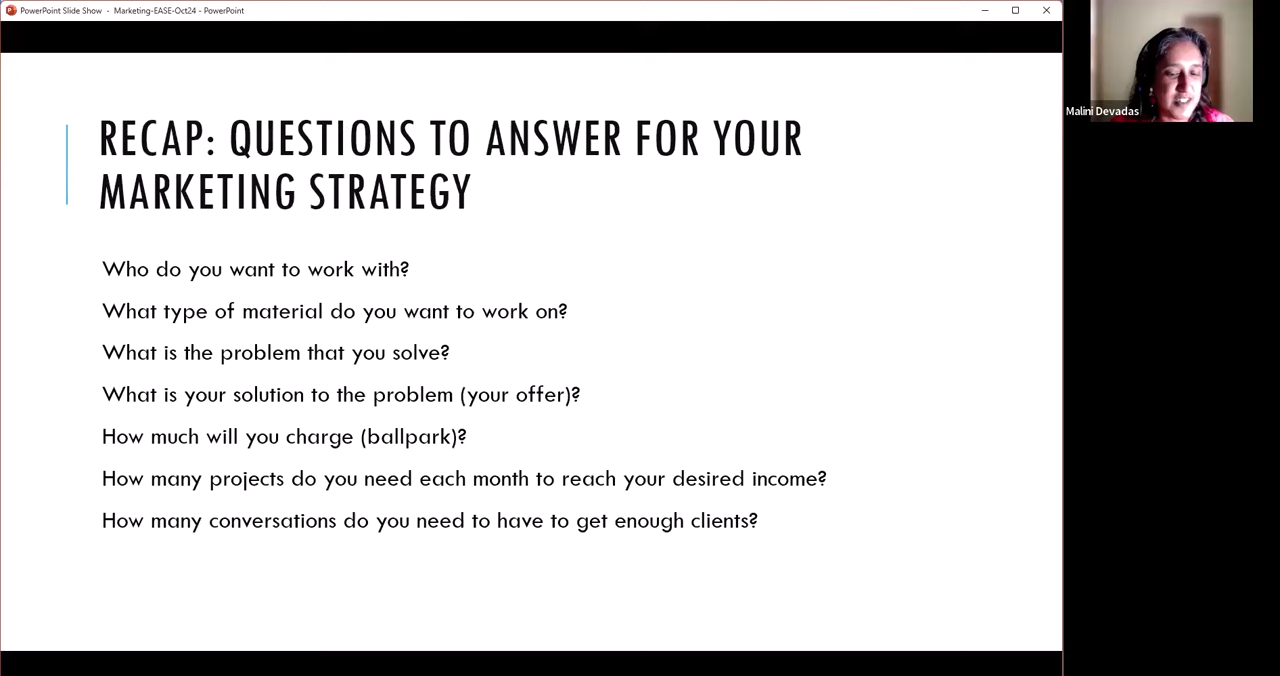 PowerPoint Slide Show - Marketing-EASE-Oct24 - PowerPoint
Malini Devadas
RECAP: QUESTIONS TO ANSWER FOR YOUR
MARKETING STRATEGY
Who do you want to work with?
What type of material do you want to work on?
What is the problem that you solve?
What is your solution to the problem (your offer)?
How much will you charge (ballpark)?
How many projects do you need each month to reach your desired income?
How many conversations do you need to have to get enough clients?